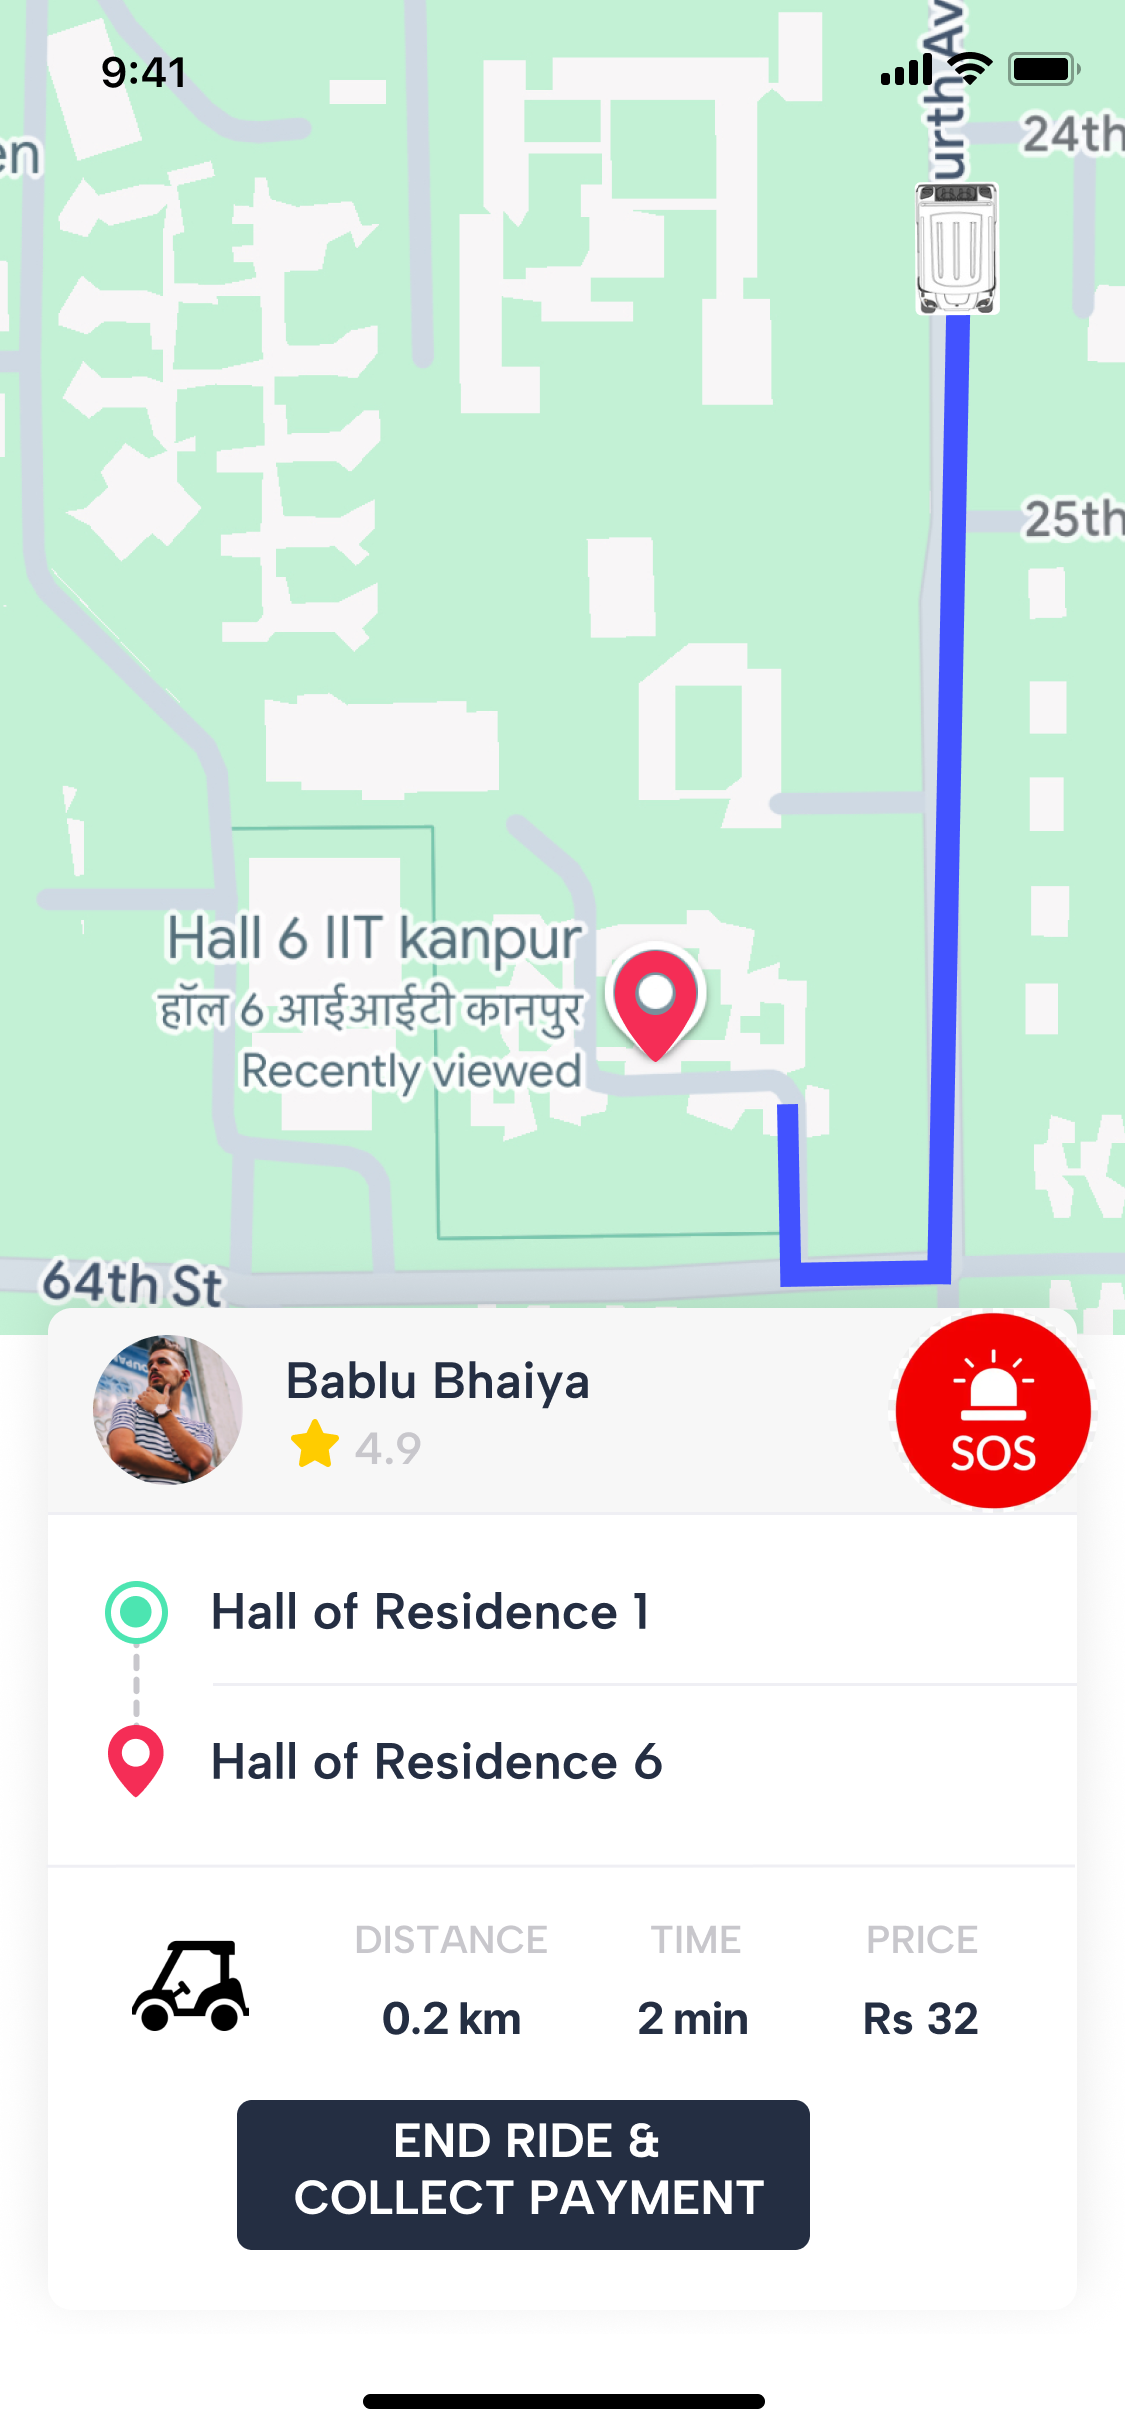 9:41
urth Av
24th
en
25th
Hall 6 IIT kanpur
हॉल 6 आईआईटी कानपुर
Recently viewed
64th St
Bablu Bhaiya
4.9
SOS
Hall of Residence 1
Hall of Residence 6
DISTANCE TIME PRICE
0.2 km 2 min Rs 32
END RIDE &
COLLECT PAYMENT